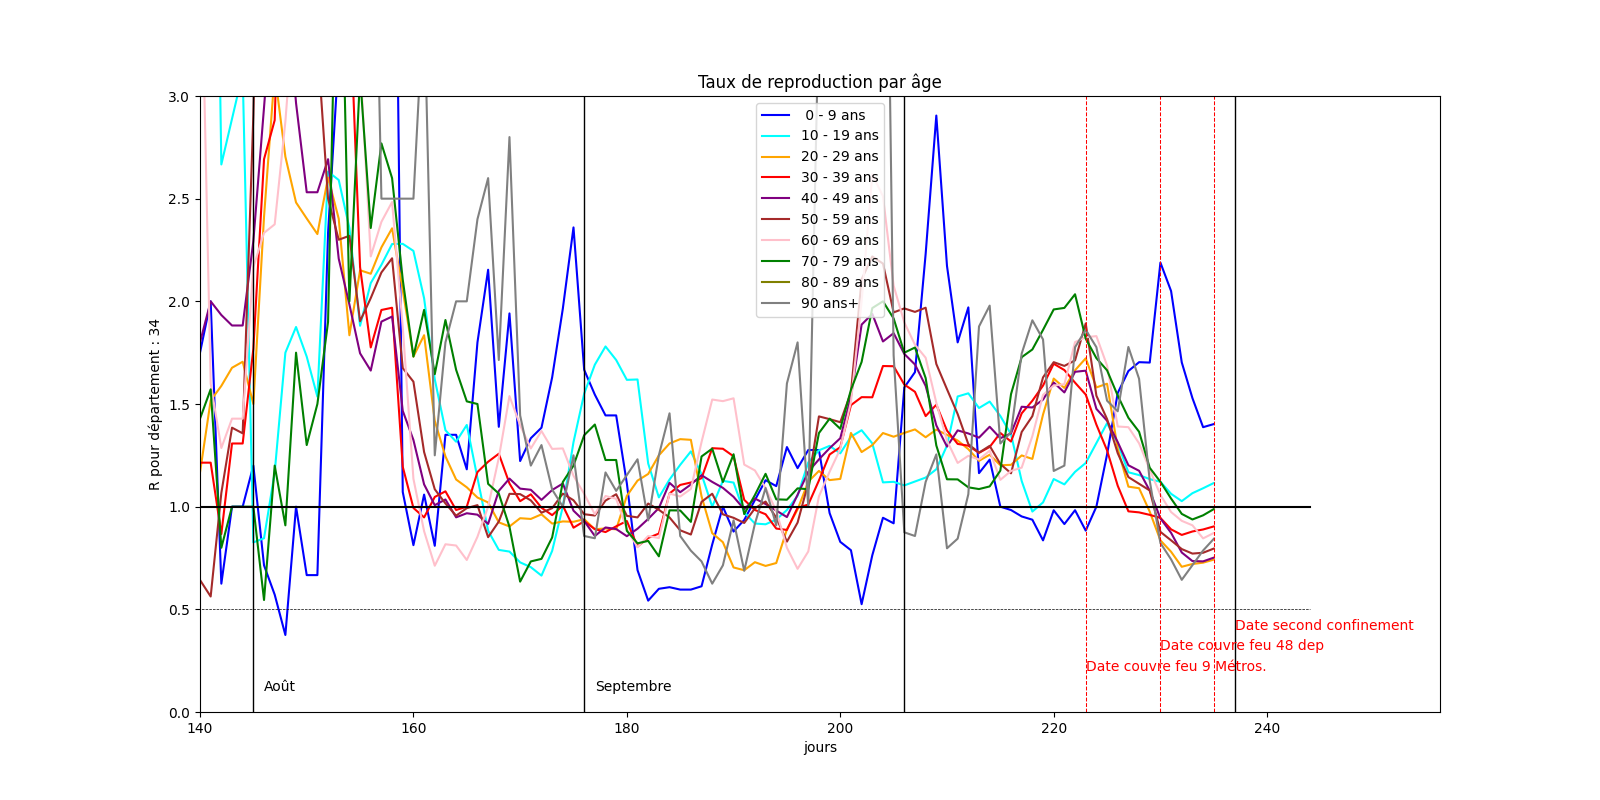 Taux de reproduction par âge
R pour département : 34
3.0
2.5
2.0
1.5
1.0
0.5
0.0
0 - 9 ans
10 - 19 ans
20 - 29 ans
30 - 39 ans
40 - 49 ans
50 - 59 ans
60 - 69 ans
70 - 79 ans
80 - 89 ans
90 ans+
Date second confinement
Date couvre feu 48 dep
Date couvre feu 9 Métros.
Août
Septembre
140
160
180
200
220
240
jours